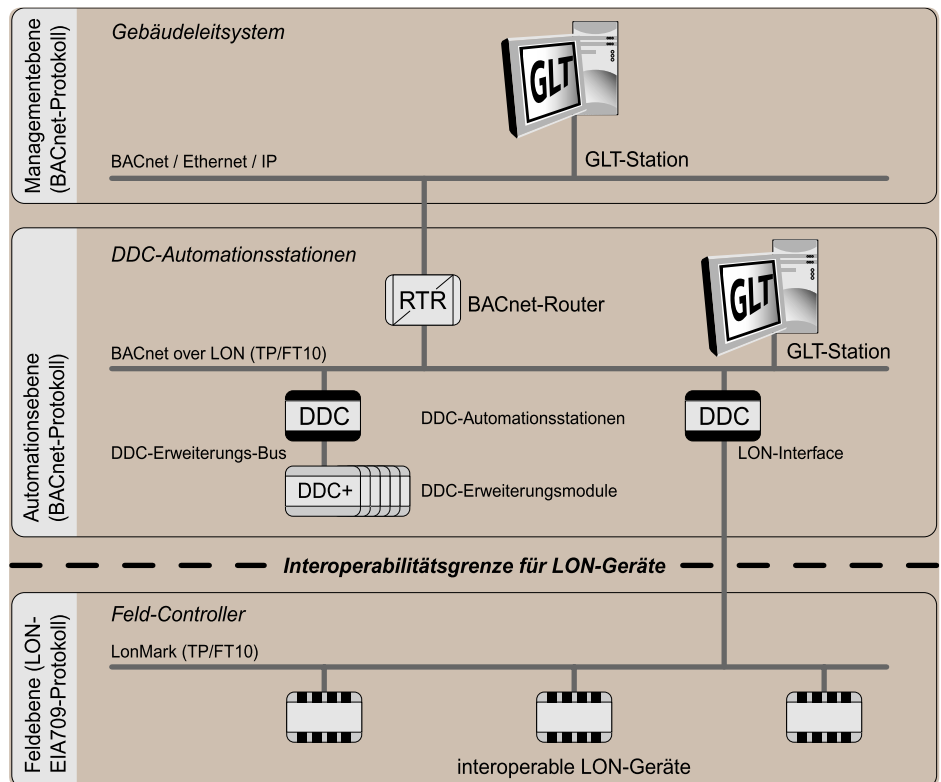 Managementebene
(BACnet-Protokoll)
Gebäudeleitsystem
GLT
BACnet / Ethernet / IP
GLT-Station
Automationsebene
(BACnet-Protokoll)
DDC-Automationsstationen
GLT
RTR
BACnet-Router
BACnet over LON (TP/FT10)
GLT-Station
DDC
DDC-Automationsstationen
DDC
DDC-Erweiterungs-Bus
LON-Interface
DDC+
DDC-Erweiterungsmodule
Interoperabilitätsgrenze für LON-Geräte
Feldebene (LON-
EIA709-Protokoll)
Feld-Controller
LonMark (TP/FT10)
interoperable LON-Geräte